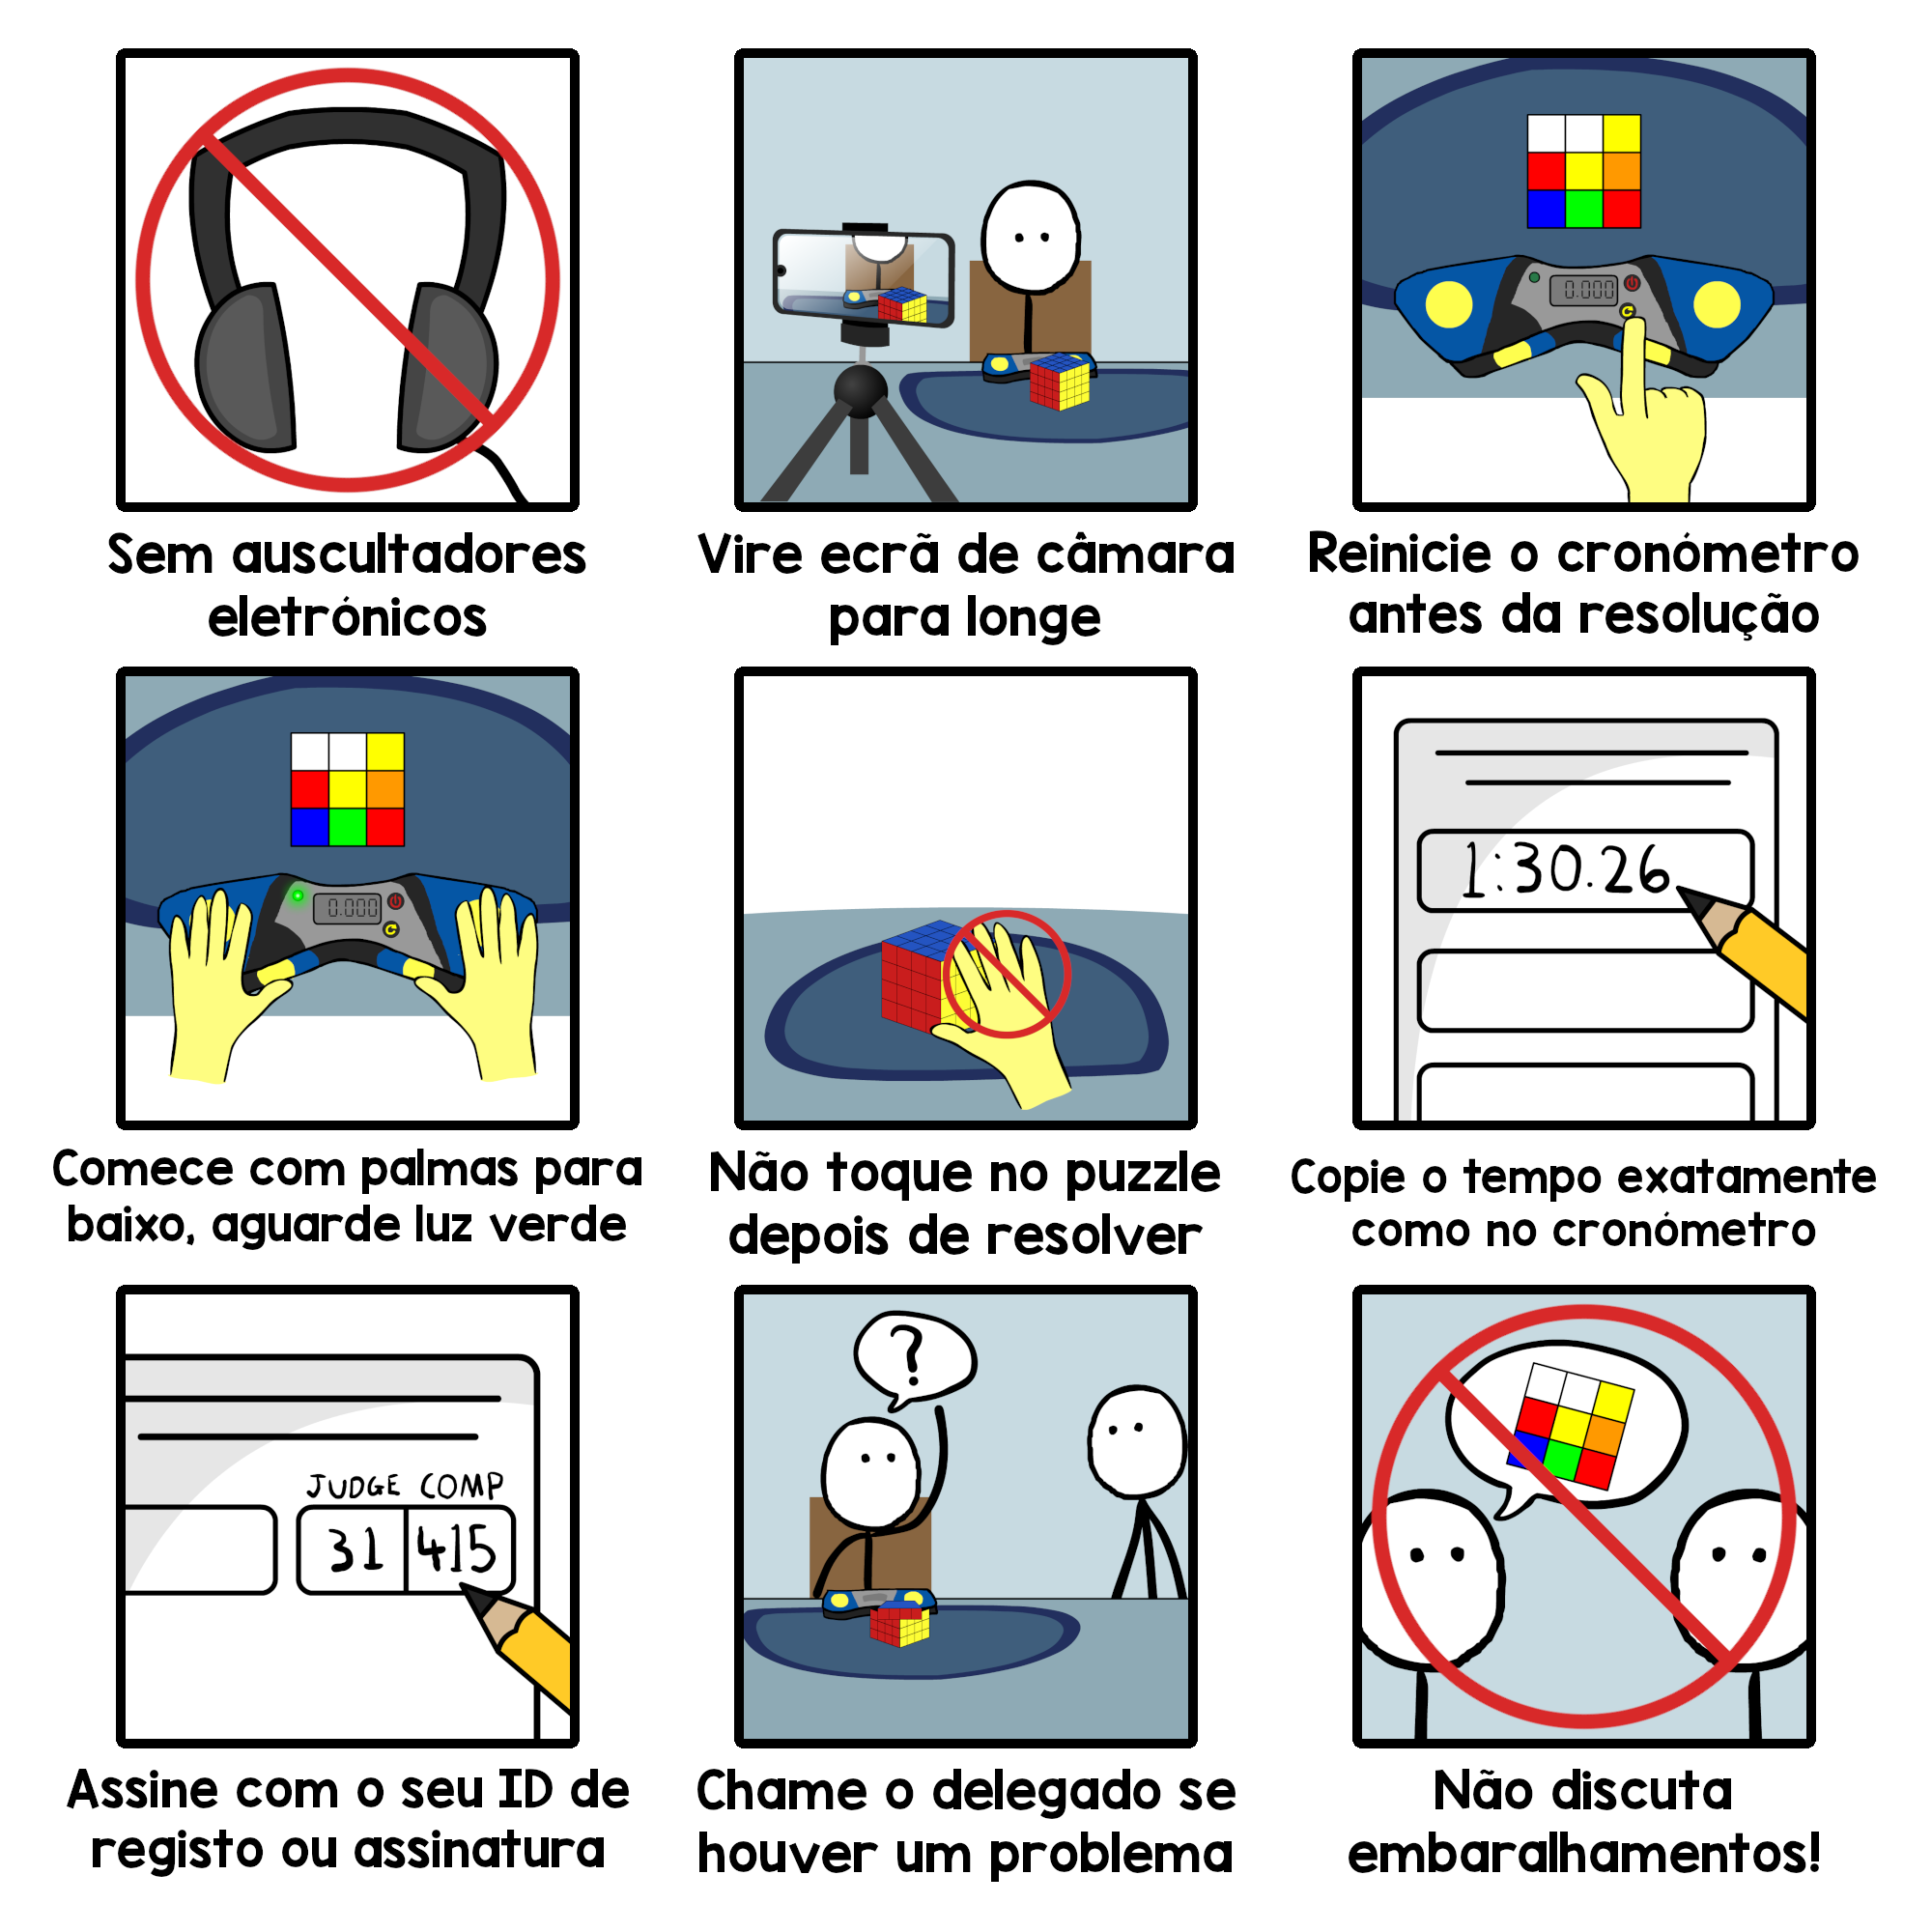 Sem auscultadores
eletrónicos
Vire ecrã de câmara
para longe
0.000
Reinicie o cronómetro
antes da resolução
0.000
Comece com palmas para
baixo, aguarde luz verde
Não toque no puzzle
depois de resolver
1:30.26
Copie o tempo exatamente
como no cronómetro
JUDGE COMP
31 415
Assine com o seu ID de
registo ou assinatura
?
Chame o delegado se
houver um problema
Não discuta
embaralhamentos!